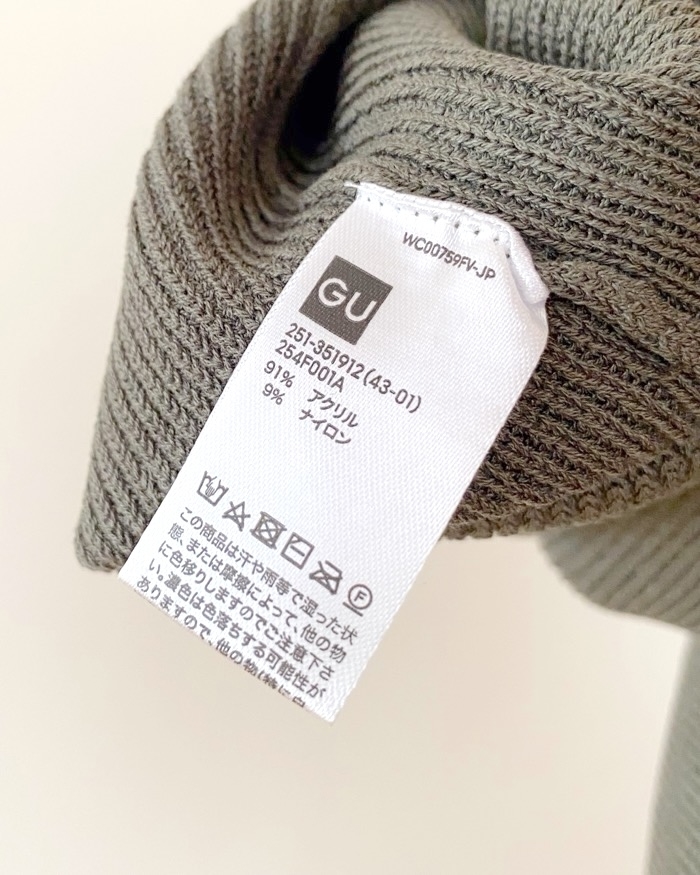 WC00759FV-JP
GU
251-351912(43-01)
254F001A
91% アクリル
9% ナイロン
F
この商品は汗や雨等で湿った状
態、または摩擦によって、他の物
に色移りしますのでご注意下さ
い。濃色は色落ちする可能性が
ありますので、他の物(特に白